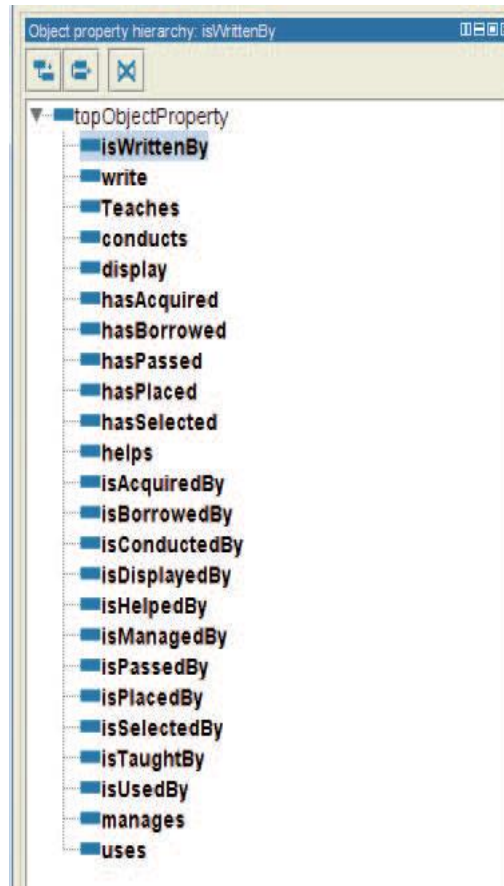 Object property hierarchy: isWrittenBy
topObjectProperty
isWrittenBy
write
Teaches
conducts
display
hasAcquired
hasBorrowed
hasPassed
hasPlaced
hasSelected
helps
isAcquiredBy
isBorrowedBy
isConductedBy
isDisplayedBy
isHelpedBy
isManagedBy
isPassedBy
isPlacedBy
isSelectedBy
isTaughtBy
isUsedBy
manages
uses